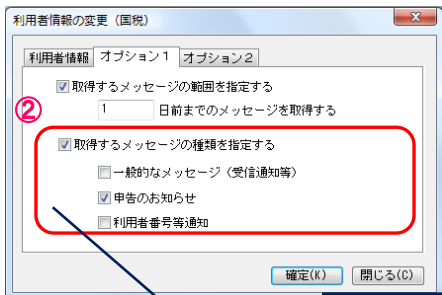 利用者情報の変更（国税）
利用者情報 オプション１ オプション２
取得するメッセージの範囲を指定する
② 1 日前までのメッセージを取得する
取得するメッセージの種類を指定する
一般的なメッセージ（受信通知等）
申告のお知らせ
利用者番号等通知
確定(K) 閉じる(C)